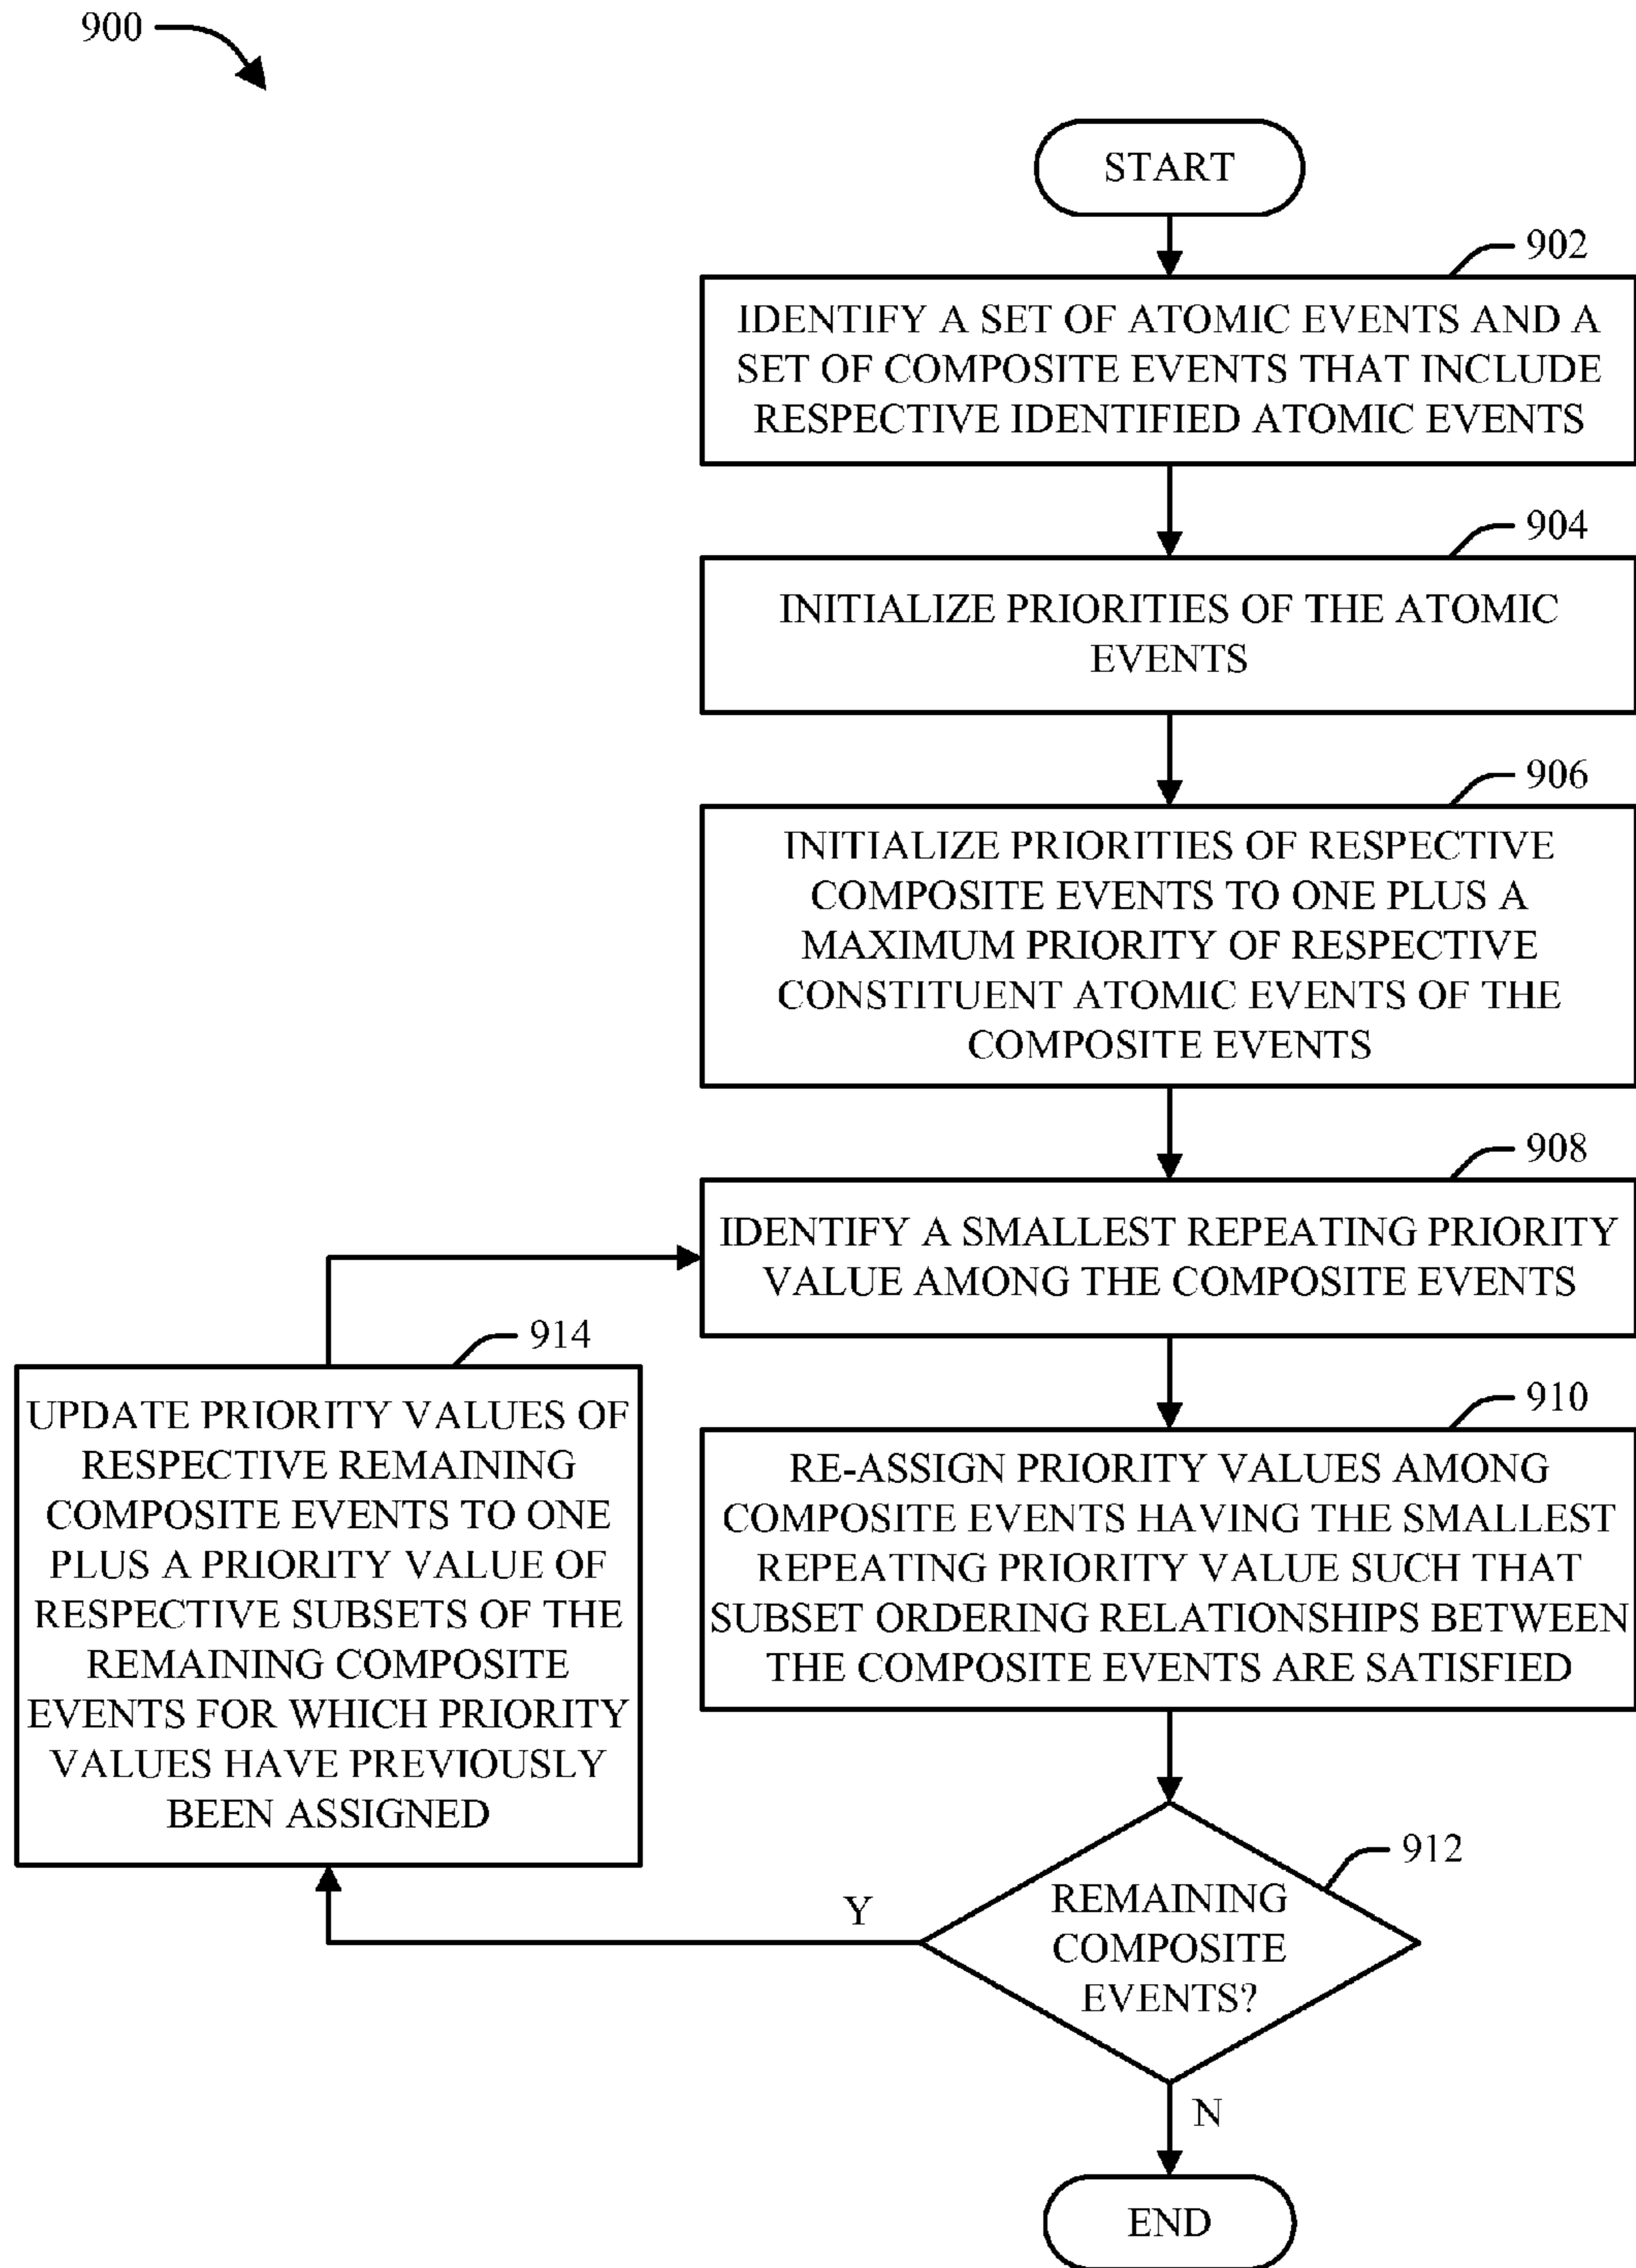 900
START
902
IDENTIFY A SET OF ATOMIC EVENTS AND A
SET OF COMPOSITE EVENTS THAT INCLUDE
RESPECTIVE IDENTIFIED ATOMIC EVENTS
904
INITIALIZE PRIORITIES OF THE ATOMIC
EVENTS
906
INITIALIZE PRIORITIES OF RESPECTIVE
COMPOSITE EVENTS TO ONE PLUS A
MAXIMUM PRIORITY OF RESPECTIVE
CONSTITUENT ATOMIC EVENTS OF THE
COMPOSITE EVENTS
908
IDENTIFY A SMALLEST REPEATING PRIORITY
VALUE AMONG THE COMPOSITE EVENTS
910
RE-ASSIGN PRIORITY VALUES AMONG
COMPOSITE EVENTS HAVING THE SMALLEST
REPEATING PRIORITY VALUE SUCH THAT
SUBSET ORDERING RELATIONSHIPS BETWEEN
THE COMPOSITE EVENTS ARE SATISFIED
912
REMAINING
COMPOSITE
EVENTS?
Y
914
UPDATE PRIORITY VALUES OF
RESPECTIVE REMAINING
COMPOSITE EVENTS TO ONE
PLUS A PRIORITY VALUE OF
RESPECTIVE SUBSETS OF THE
REMAINING COMPOSITE
EVENTS FOR WHICH PRIORITY
VALUES HAVE PREVIOUSLY
BEEN ASSIGNED
N
END